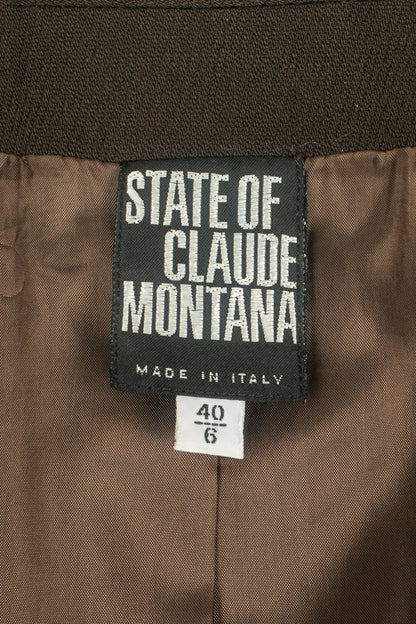 STATE OF
CLAUDE
MONTANA
MADE IN ITALY
40
6